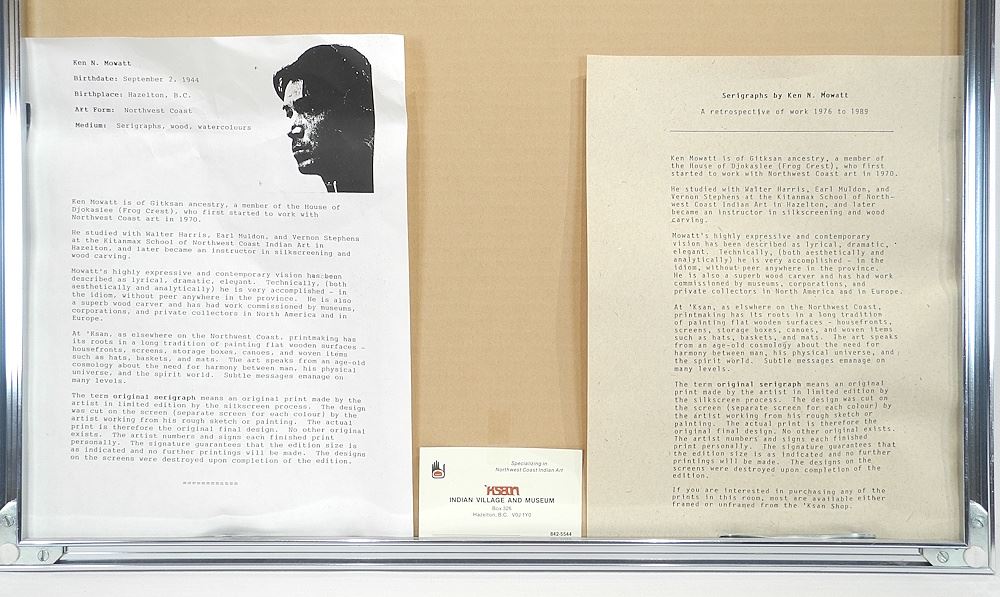 Ken N. Mowatt
Birthdate: September 2, 1944
Birthplace: Hazelton, B.C.
Art Form: Northwest Coast
Medium: Serigraphs, wood, watercolours
Ken Mowatt is of Gitksan ancestry, a member of the House of
Djokaslee (Frog Crest), who first started to work with
Northwest Coast art in 1970.
He studied with Walter Harris, Earl Muldon, and Vernon Stephens
at the Kitanmax School of Northwest Coast Indian Art in
Hazelton, and later became an instructor in silkscreening and
wood carving.
Mowatt's highly expressive and contemporary vision has been
described as lyrical, dramatic, elegant. Technically, (both
aesthetically and analytically) he is very accomplished - in
the idiom, without peer anywhere in the province. He is also
a superb wood carver and has had work commissioned by museums,
corporations, and private collectors in North America and in
Europe.
At 'Ksan, as elsewhere on the Northwest Coast, printmaking has
its roots in a long tradition of painting flat wooden surfaces -
housefronts, screens, storage boxes, canoes, and woven items
such as hats, baskets, and mats. The art speaks from an age-old
cosmology about the need for harmony between man, his physical
universe, and the spirit world. Subtle messages emanage on
many levels.
The term original serigraph means an original print made by the
artist in limited edition by the silkscreen process. The design
was cut on the screen (separate screen for each colour) by the
artist working from his rough sketch or painting. The actual
print is therefore the original final design. No other original
exists. The artist numbers and signs each finished print
personally. The signature guarantees that the edition size is
as indicated and no further printings will be made. The designs
on the screens were destroyed upon completion of the edition.
============
Specializing in
Northwest Coast Indian Art
'KSAN
INDIAN VILLAGE AND MUSEUM
Box 326
Hazelton, B.C. V0J 1Y0
842-5544
Serigraphs by Ken N. Mowatt
A retrospective of work 1976 to 1989
Ken Mowatt is of Gitksan ancestry, a member of
the House of Djokaslee (Frog Crest), who first
started to work with Northwest Coast art in 1970.
He studied with Walter Harris, Earl Muldon, and
Vernon Stephens at the Kitanmax School of North-
west Coast Indian Art in Hazelton, and later
became an instructor in silkscreening and wood
carving.
Mowatt's highly expressive and contemporary
vision has been described as lyrical, dramatic,
elegant. Technically, (both aesthetically and
analytically) he is very accomplished - in the
idiom, without peer anywhere in the province.
He is also a superb wood carver and has had work
commissioned by museums, corporations, and
private collectors in North America and in Europe.
At 'Ksan, as elswhere on the Northwest Coast,
printmaking has its roots in a long tradition
of painting flat wooden surfaces - housefronts,
screens, storage boxes, canoes, and woven items
such as hats, baskets, and mats. The art speaks
from an age-old cosmology about the need for
harmony between man, his physical universe, and
the spirit world. Subtle messages emanage on
many levels.
The term original serigraph means an original
print made by the artist in limited edition by
the silkscreen process. The design was cut on
the screen (separate screen for each colour) by
the artist working from his rough sketch or
painting. The actual print is therefore the
original final design. No other original exists.
The artist numbers and signs each finished
print personally. The signature guarantees that
the edition size is as indicated and no further
printings will be made. The designs on the
screens were destroyed upon completion of the
edition.
If you are interested in purchasing any of the
prints in this room, most are available either
framed or unframed from the 'Ksan Shop.